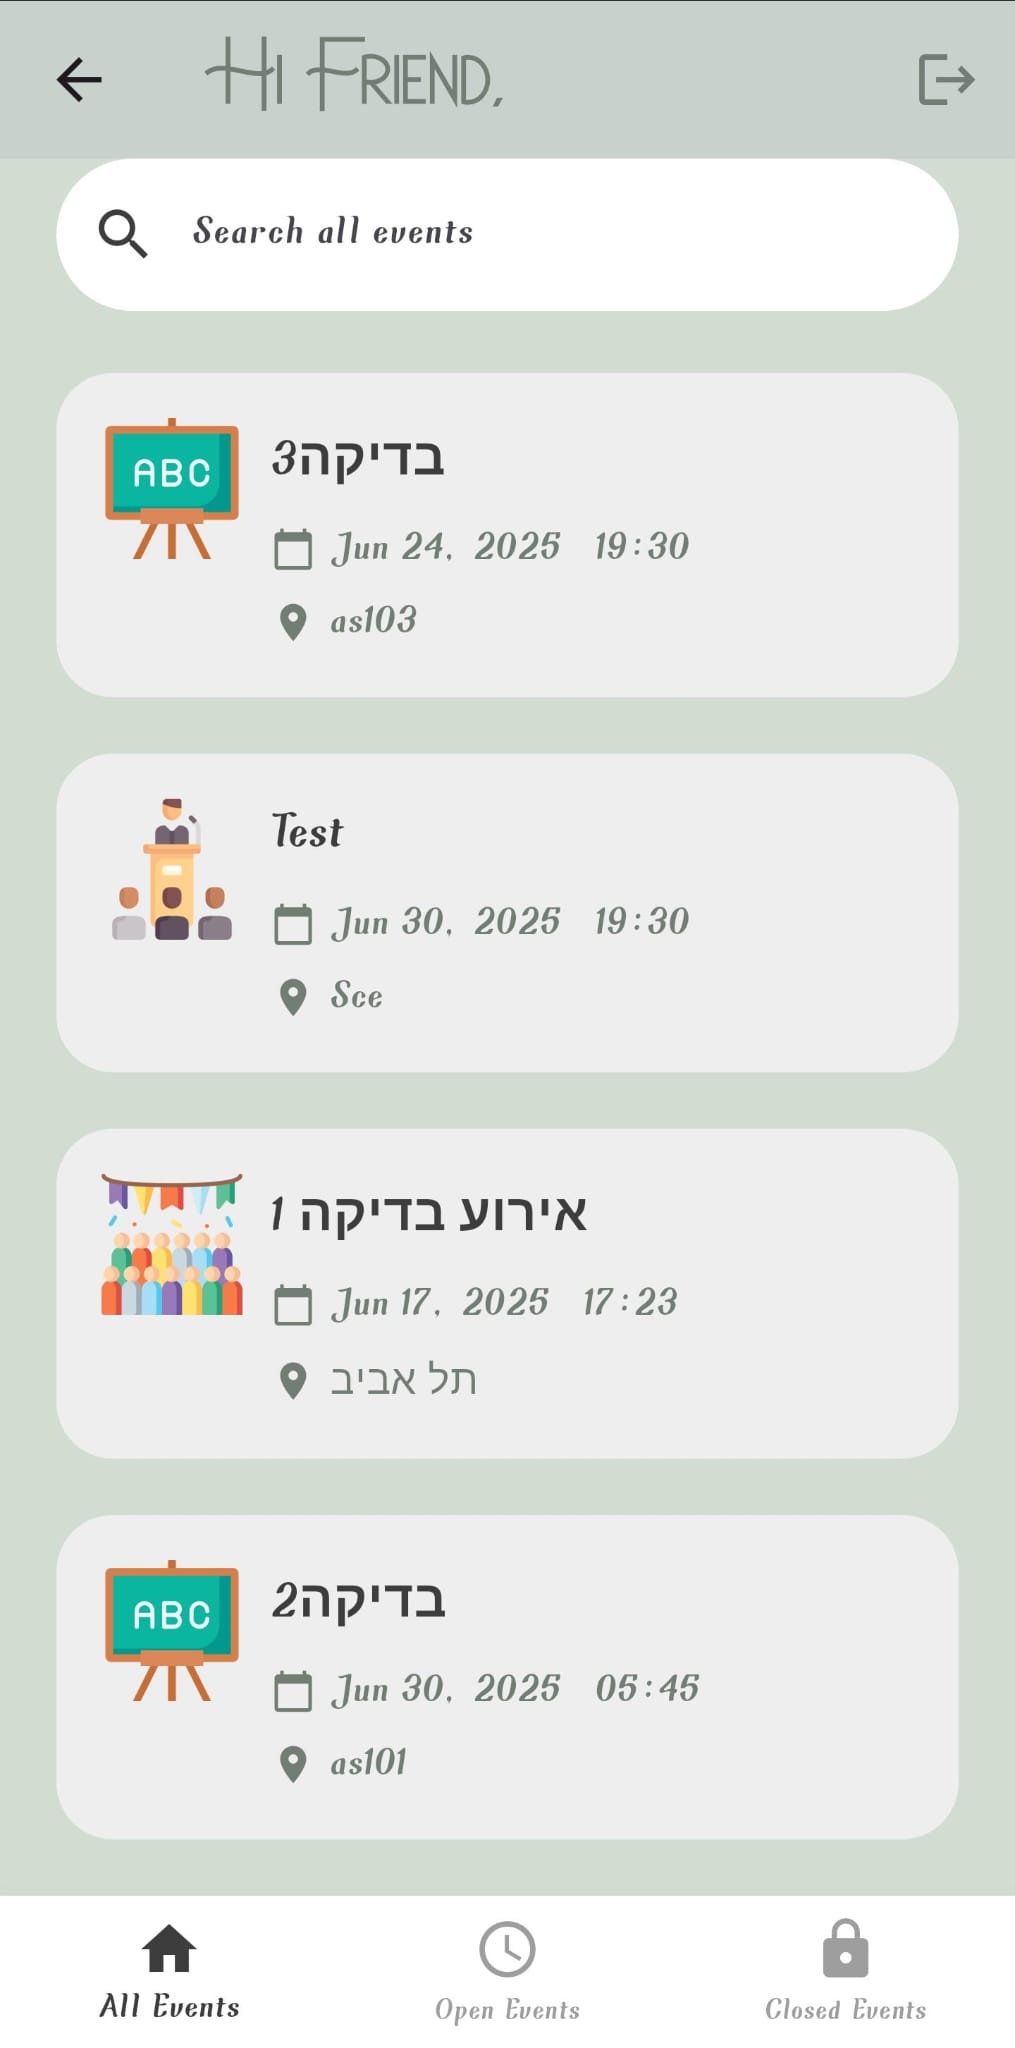 Hi Friend,
Search all events
ABC
בדיקה3
Jun 24, 2025 19:30
as103
Test
Jun 30, 2025 19:30
Sce
אירוע בדיקה 1
Jun 17, 2025 17:23
תל אביב
ABC
בדיקה2
Jun 30, 2025 05:45
as101
All Events
Open Events
Closed Events